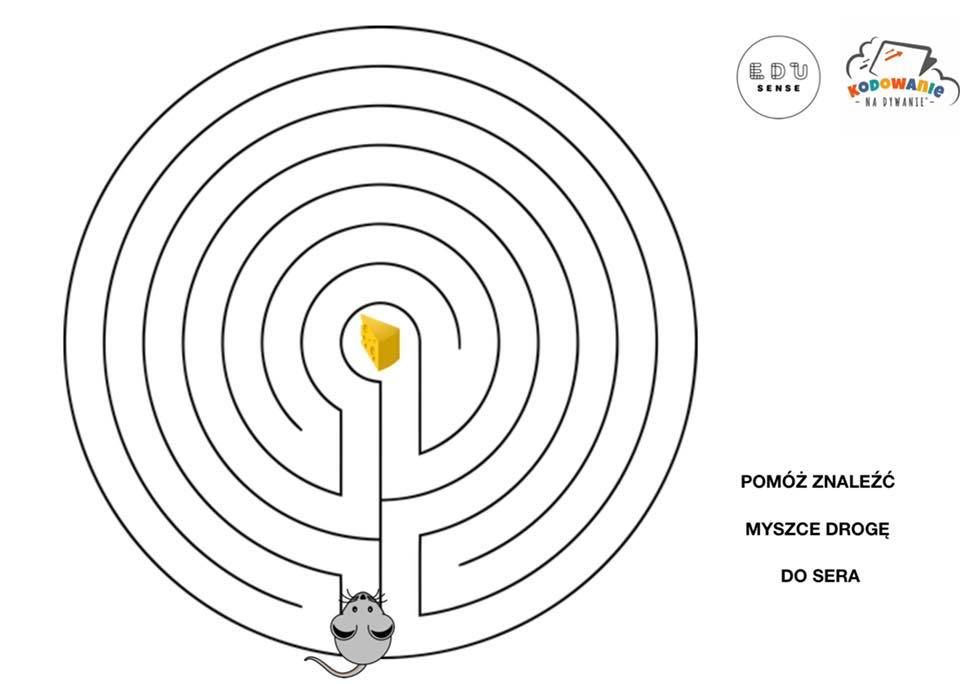 EDU
SENSE
KODOWANIE
- NA DYWANIE -
POMÓŻ ZNALEŹĆ
MYSZCE DROGĘ
DO SERA